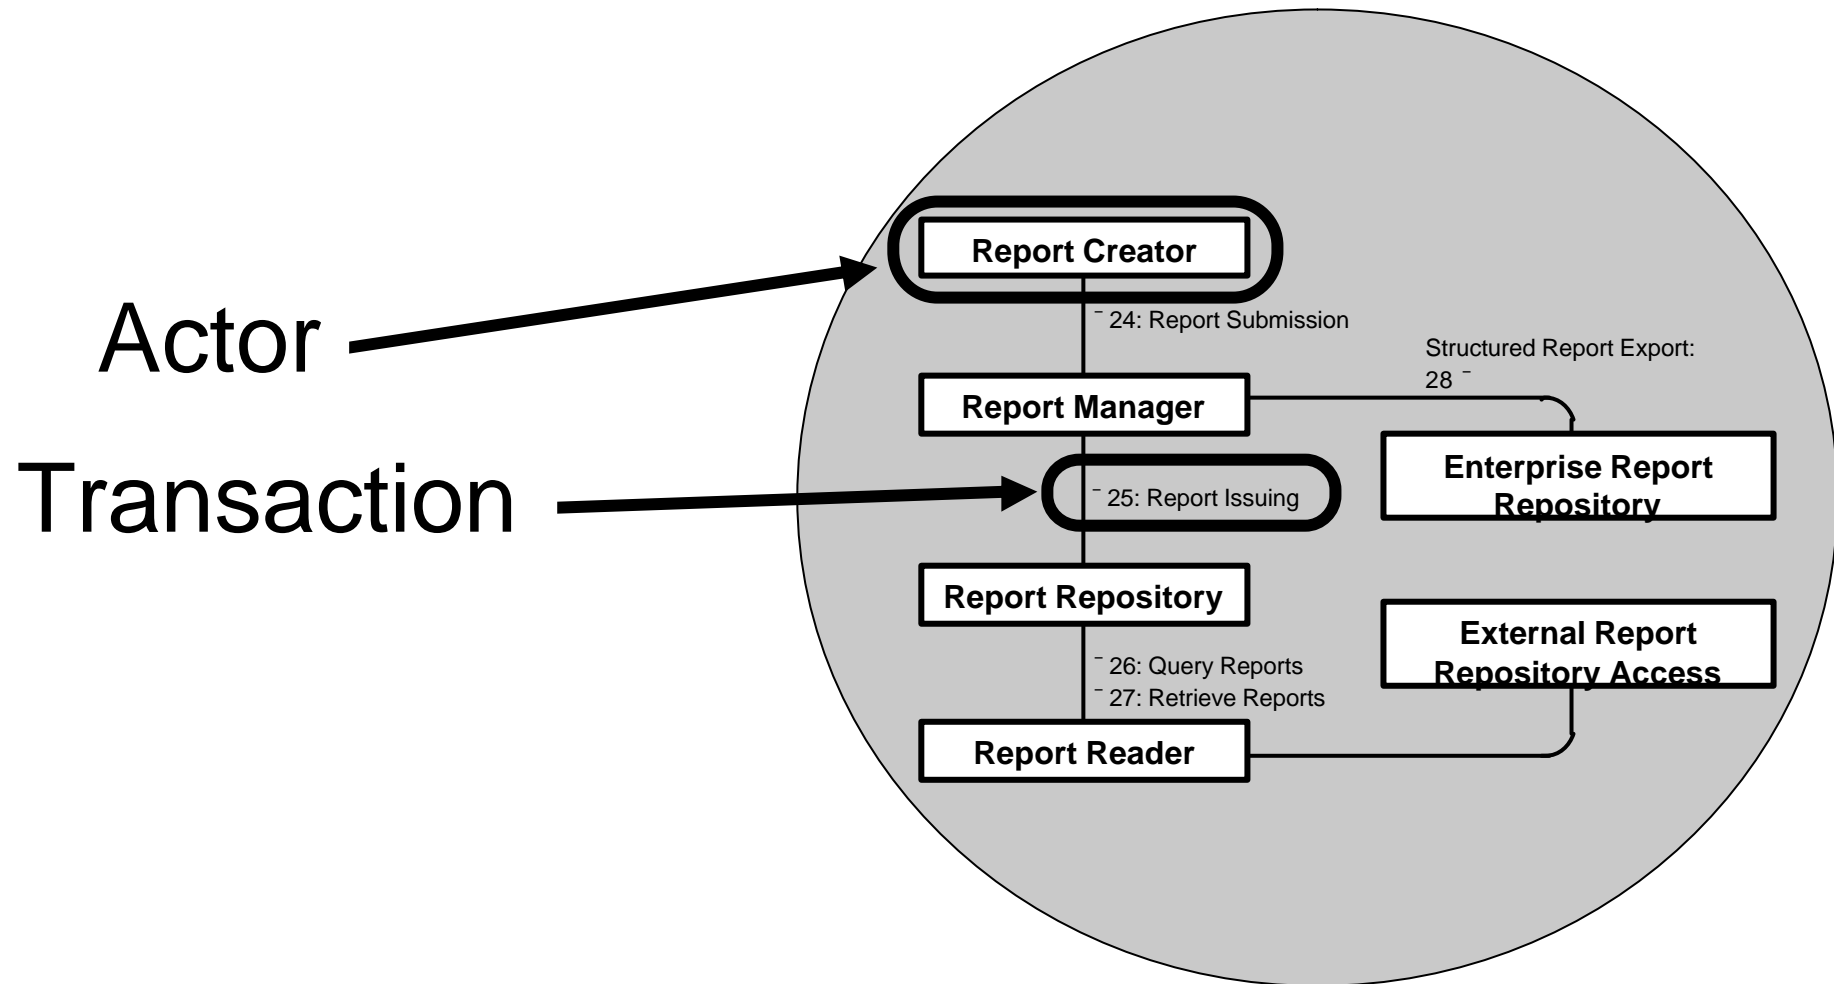 Actor
Transaction
Report Creator
¯ 24: Report Submission
Structured Report Export:
28 ¯
Report Manager
Enterprise Report
Repository
¯ 25: Report Issuing
Report Repository
External Report
Repository Access
¯ 26: Query Reports
¯ 27: Retrieve Reports
Report Reader